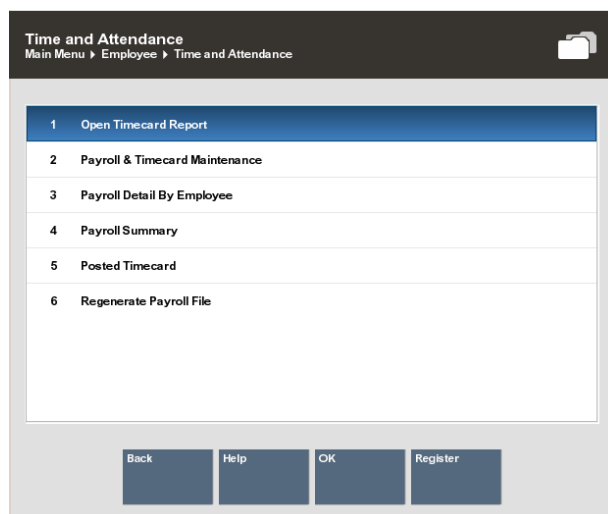 Time and Attendance
Main Menu ▸ Employee ▸ Time and Attendance
1 Open Timecard Report
2 Payroll & Timecard Maintenance
3 Payroll Detail By Employee
4 Payroll Summary
5 Posted Timecard
6 Regenerate Payroll File
Back Help OK Register